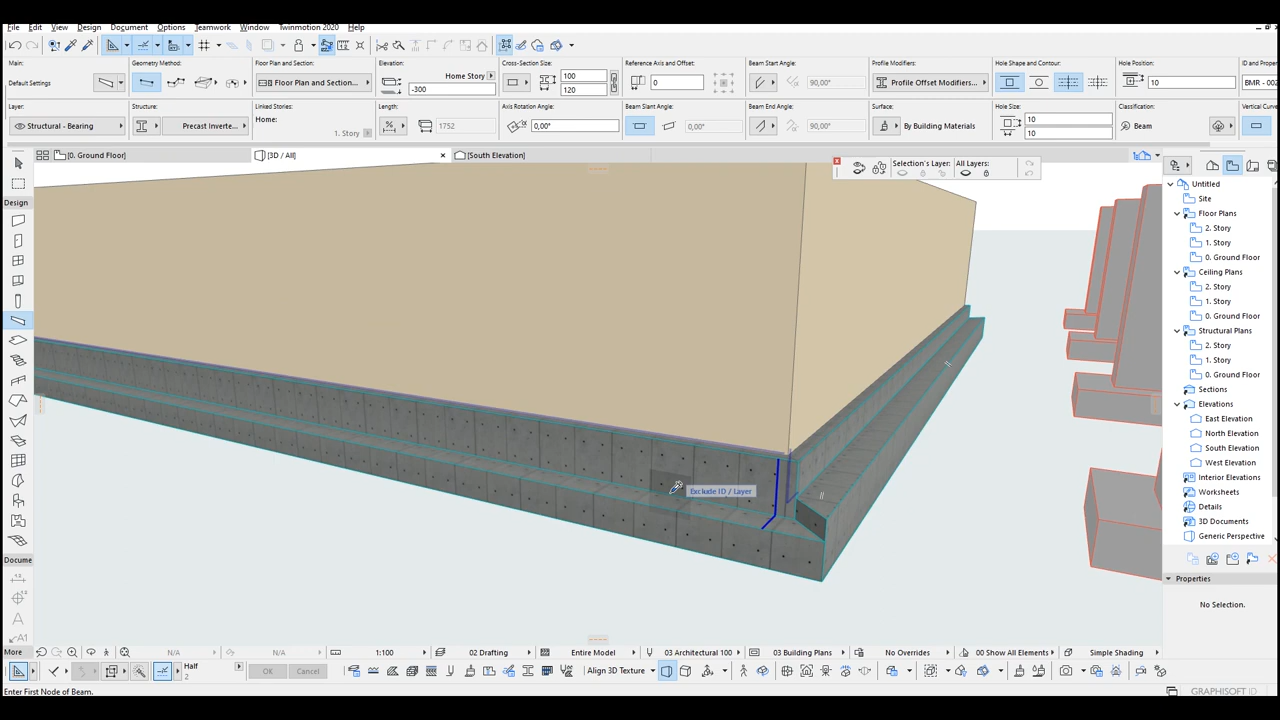 File Edit View Design Document Options Teamwork Window Twinmotion 2020 Help
Main:
Default Settings
Geometry Method:
Floor Plan and Section:
Floor Plan and Section...
Elevation:
Home Story
-300
Cross-Section Size:
100
120
Reference Axis and Offset:
0
Beam Start Angle:
90,00°
Profile Modifiers:
Profile Offset Modifiers...
Hole Shape and Contour:
Hole Position:
10
ID and Proper
BMR - 002
Layer:
Structural - Bearing
Structure:
Precast Inverte...
Linked Stories:
Home:
1. Story
Length:
1752
Axis Rotation Angle:
0,00°
Beam Slant Angle:
0,00°
Beam End Angle:
90,00°
Surface:
By Building Materials
Hole Size:
10
10
Classification:
Beam
Vertical Curve
[0. Ground Floor]
[3D / All]
[South Elevation]
Selection's Layer:
All Layers:
Design
Docume
More
Exclude ID / Layer
Untitled
Site
Floor Plans
2. Story
1. Story
0. Ground Floor
Ceiling Plans
2. Story
1. Story
0. Ground Floor
Structural Plans
2. Story
1. Story
0. Ground Floor
Sections
Elevations
East Elevation
North Elevation
South Elevation
West Elevation
Interior Elevations
Worksheets
Details
3D Documents
Generic Perspective
Properties
No Selection.
N/A
N/A
1:100
02 Drafting
Entire Model
03 Architectural 100
03 Building Plans
No Overrides
00 Show All Elements
Simple Shading
Half
2
OK
Cancel
Align 3D Texture
Enter First Node of Beam.
GRAPHISOFT ID